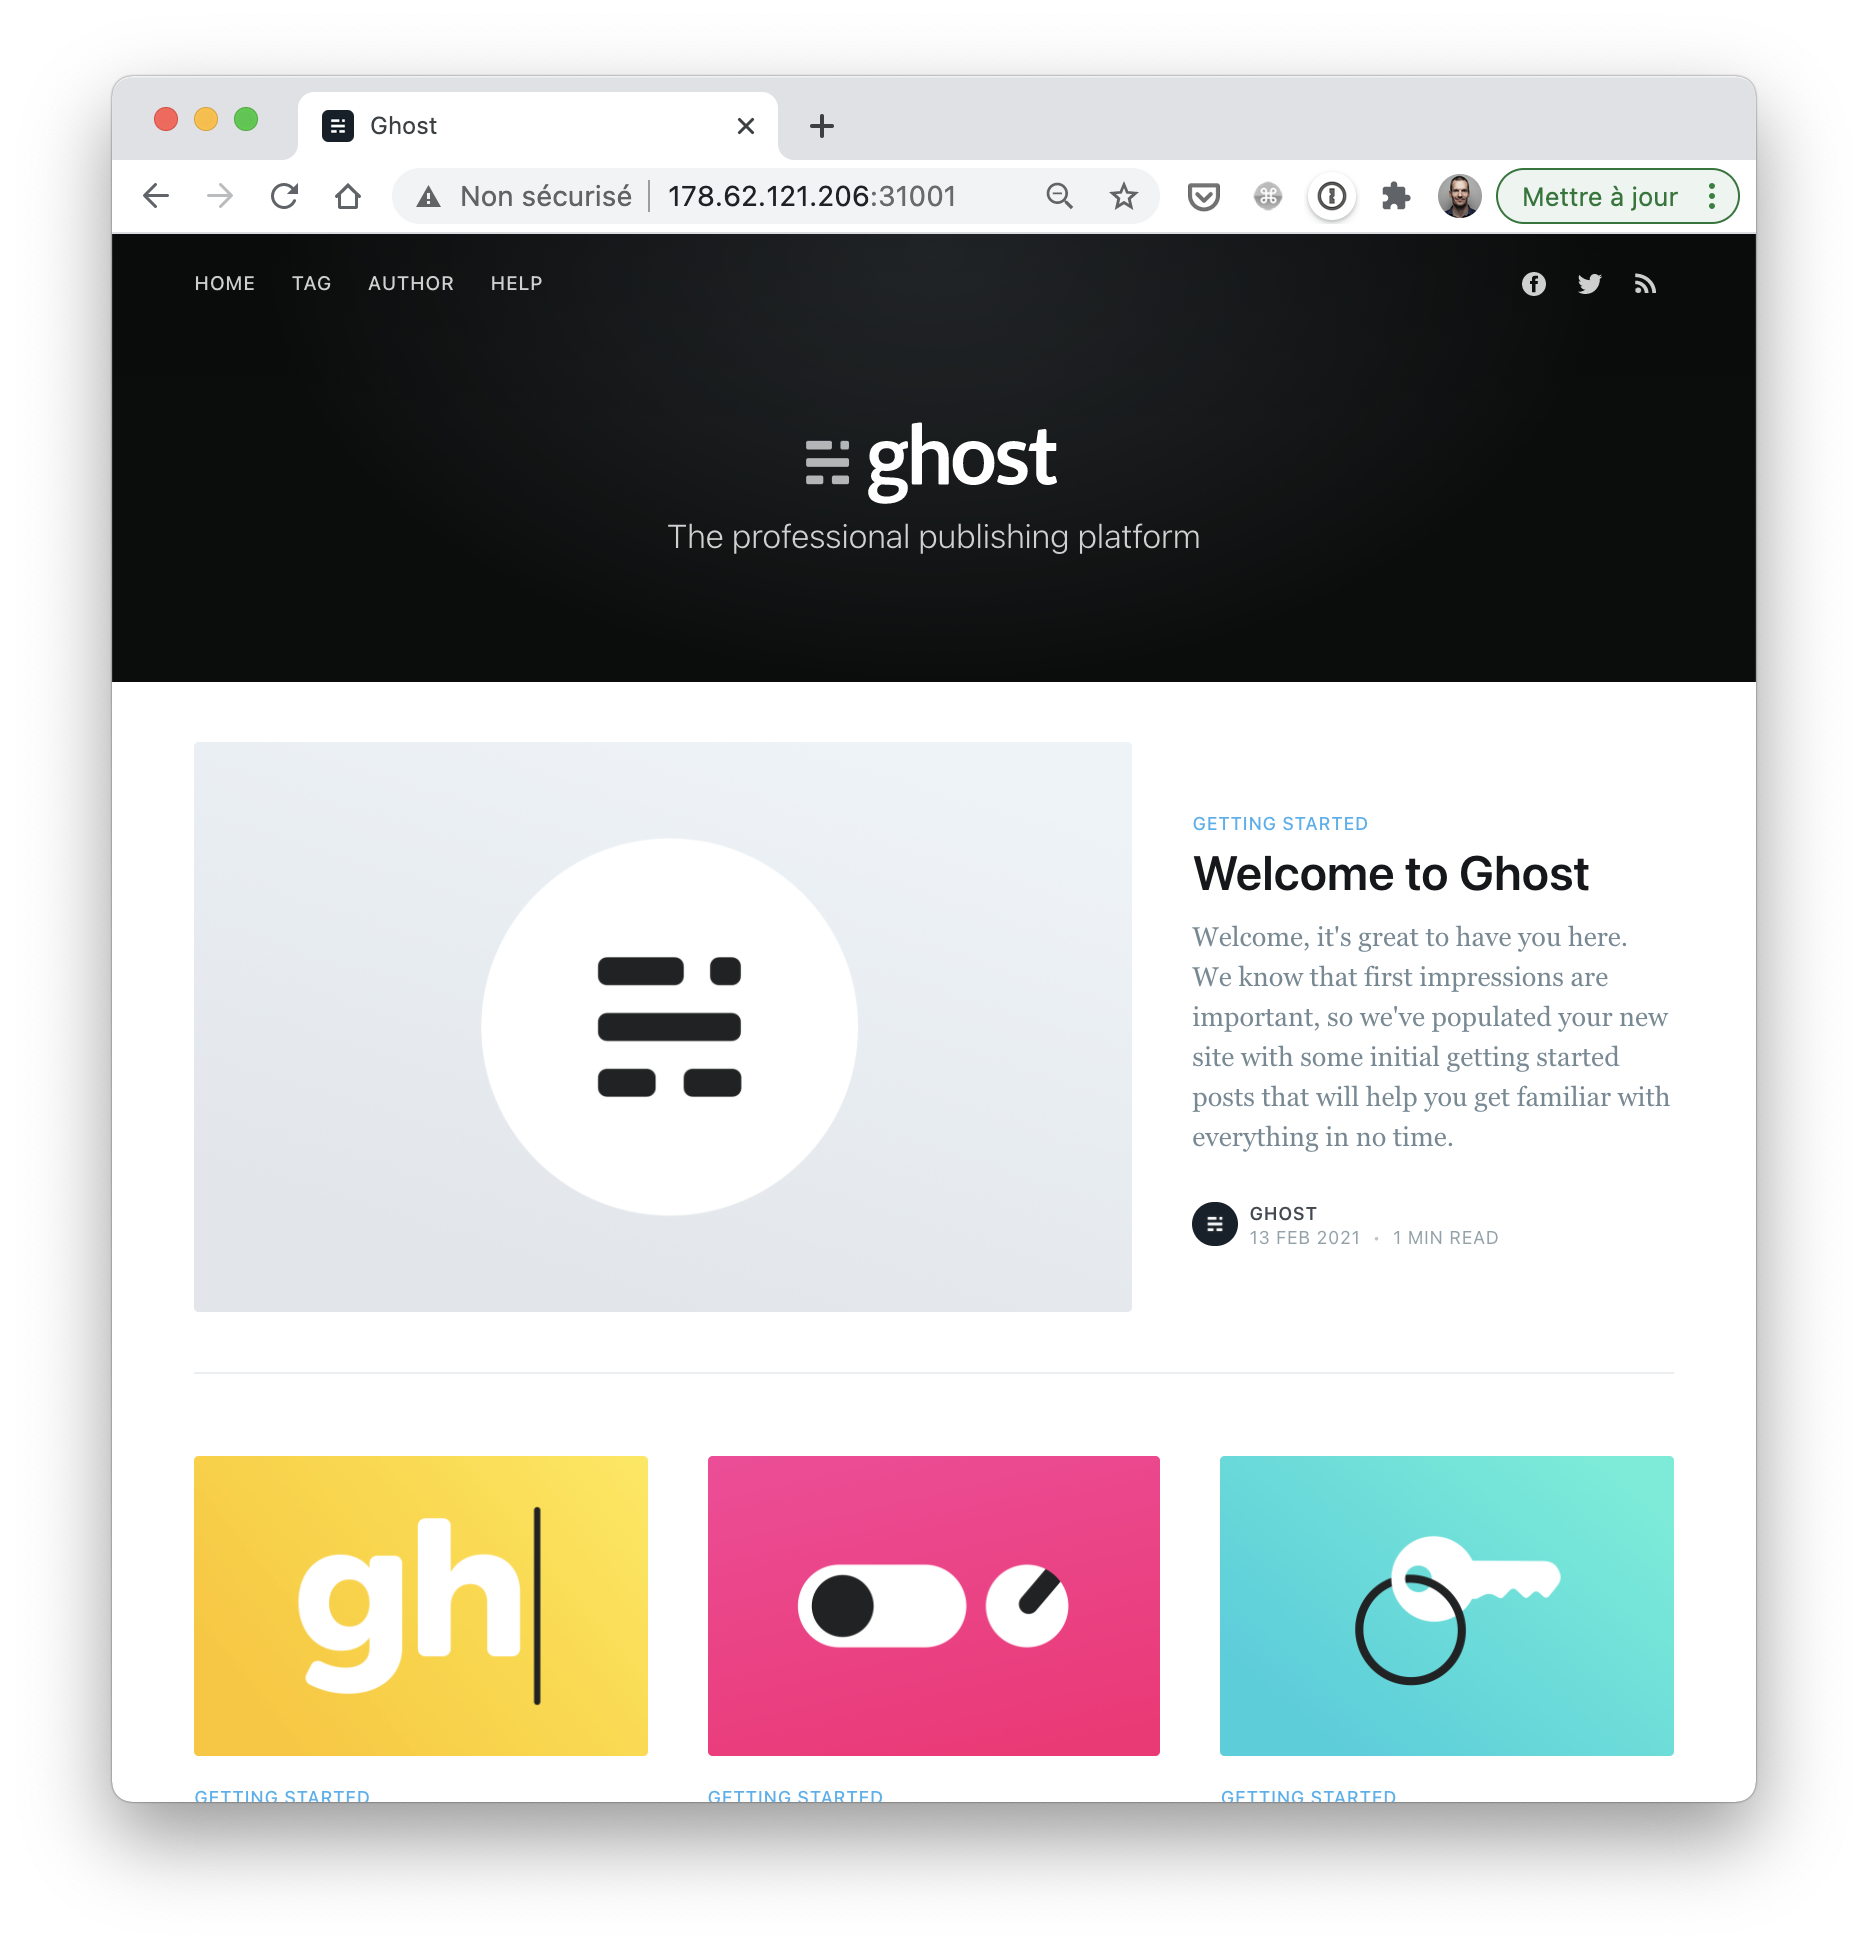 Ghost
Non sécurisé 178.62.121.206:31001
Mettre à jour
HOME TAG AUTHOR HELP
ghost
The professional publishing platform
GETTING STARTED
Welcome to Ghost
Welcome, it's great to have you here.
We know that first impressions are
important, so we've populated your new
site with some initial getting started
posts that will help you get familiar with
everything in no time.
GHOST
13 FEB 2021 • 1 MIN READ
gh
GETTING STARTED
GETTING STARTED
GETTING STARTED